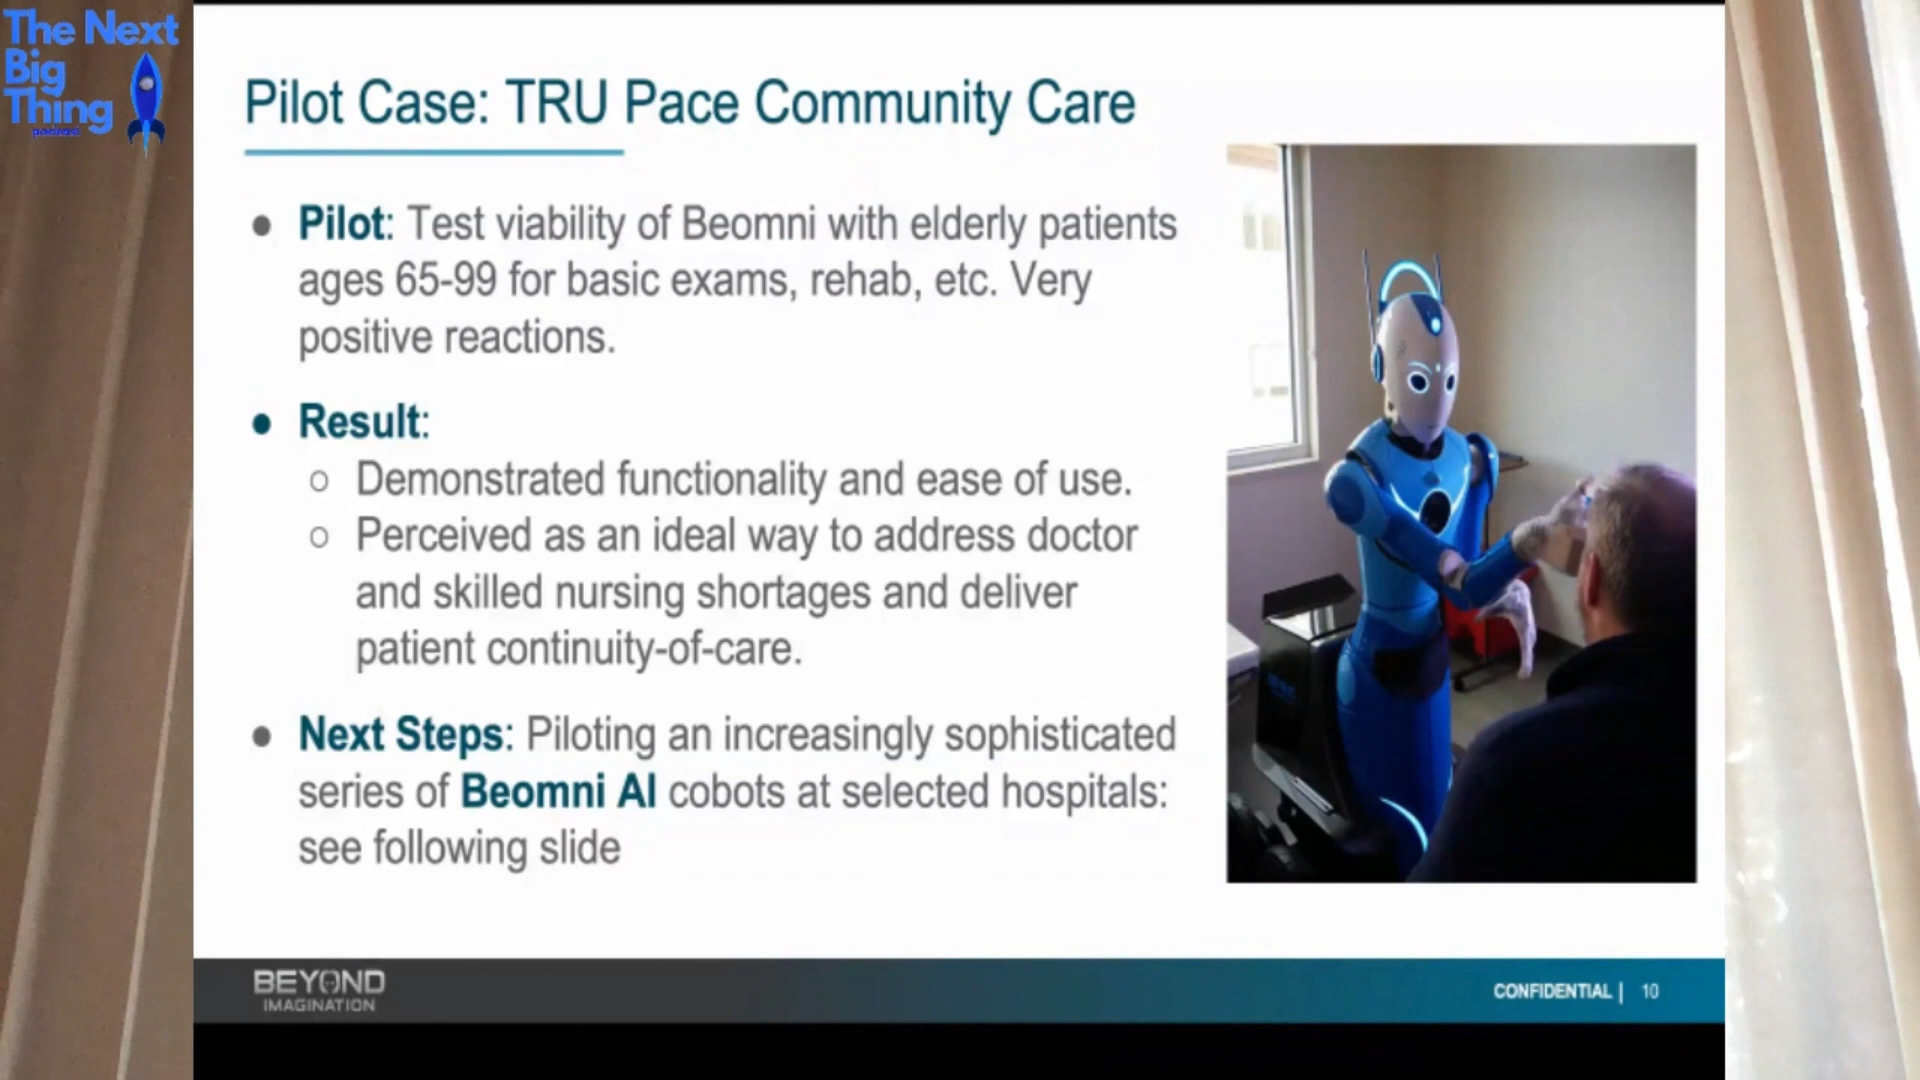 The Next
Big
Thing
podcast
Pilot Case: TRU Pace Community Care
● Pilot: Test viability of Beomni with elderly patients
ages 65-99 for basic exams, rehab, etc. Very
positive reactions.
● Result:
○ Demonstrated functionality and ease of use.
○ Perceived as an ideal way to address doctor
and skilled nursing shortages and deliver
patient continuity-of-care.
● Next Steps: Piloting an increasingly sophisticated
series of Beomni AI cobots at selected hospitals:
see following slide
BEYOND
IMAGINATION
CONFIDENTIAL | 10